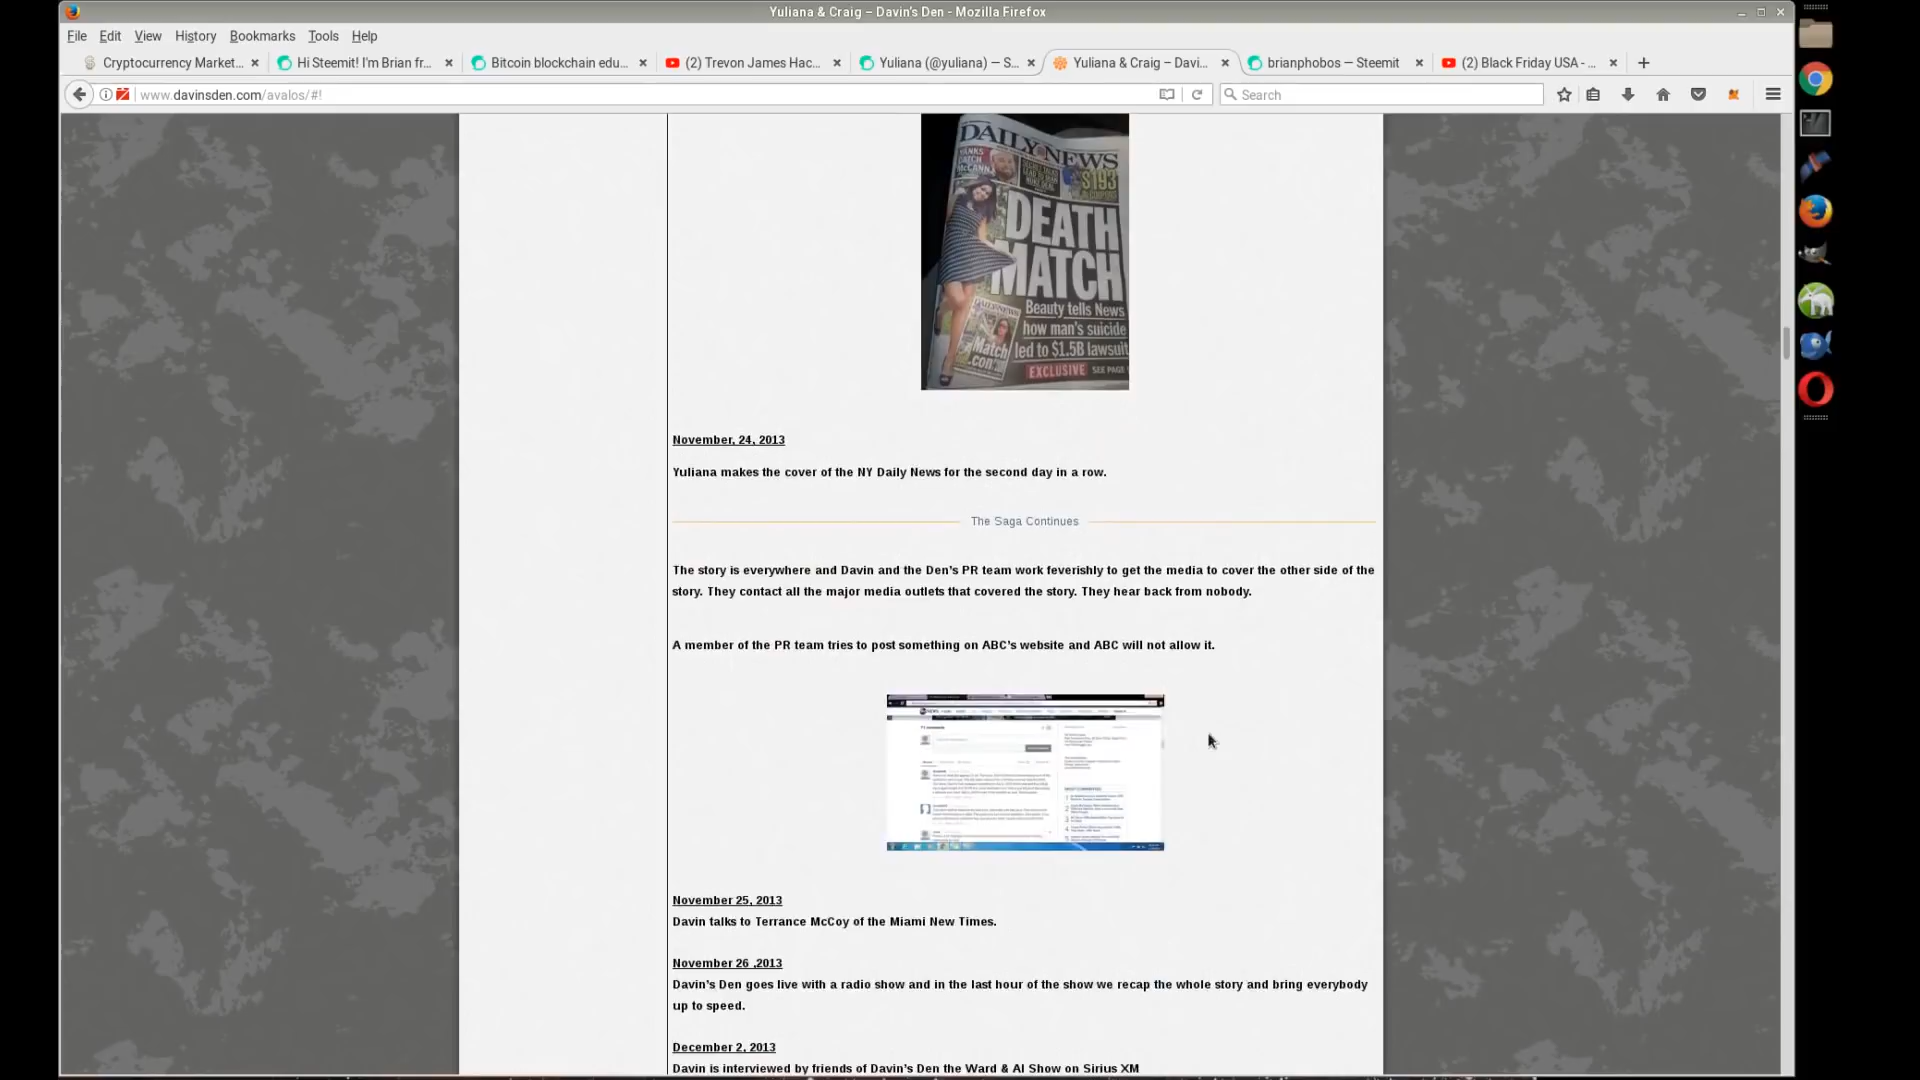 Yuliana & Craig – Davin's Den - Mozilla Firefox
File Edit View History Bookmarks Tools Help
Cryptocurrency Market...
Hi Steemit! I'm Brian fr...
Bitcoin blockchain edu...
(2) Trevon James Hac...
Yuliana (@yuliana) — S...
Yuliana & Craig – Davi...
brianphobos — Steemit
(2) Black Friday USA - ...
www.davinsden.com/avalos/#!
Search
DAILY NEWS
$193
DEATH
MATCH
Beauty tells News
how man's suicide
led to $1.5B lawsuit
Match
.com
EXCLUSIVE SEE PAGE
November, 24, 2013
Yuliana makes the cover of the NY Daily News for the second day in a row.
The Saga Continues
The story is everywhere and Davin and the Den's PR team work feverishly to get the media to cover the other side of the
story. They contact all the major media outlets that covered the story. They hear back from nobody.
A member of the PR team tries to post something on ABC's website and ABC will not allow it.
November 25, 2013
Davin talks to Terrance McCoy of the Miami New Times.
November 26 ,2013
Davin's Den goes live with a radio show and in the last hour of the show we recap the whole story and bring everybody
up to speed.
December 2, 2013
Davin is interviewed by friends of Davin's Den the Ward & Al Show on Sirius XM